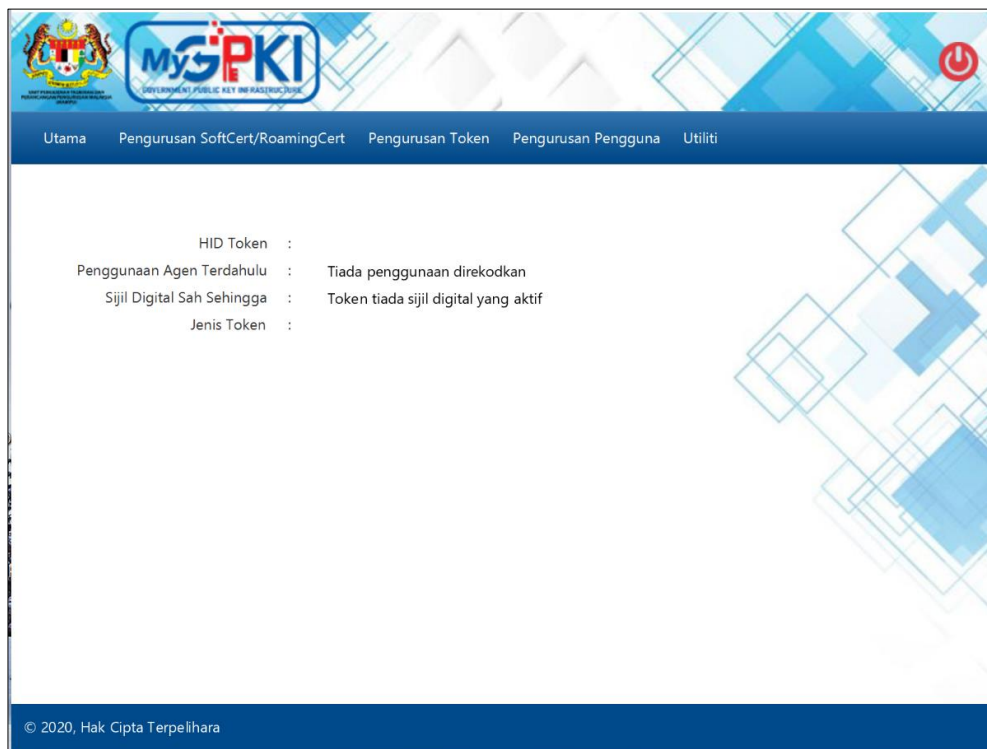 MyGPKI
GOVERNMENT PUBLIC KEY INFRASTRUCTURE
Utama Pengurusan SoftCert/RoamingCert Pengurusan Token Pengurusan Pengguna Utiliti
HID Token :
Penggunaan Agen Terdahulu : Tiada penggunaan direkodkan
Sijil Digital Sah Sehingga : Token tiada sijil digital yang aktif
Jenis Token :
© 2020, Hak Cipta Terpelihara